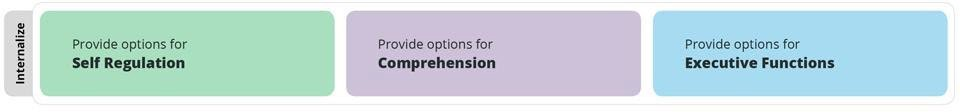 Internalize
Provide options for
Self Regulation
Provide options for
Comprehension
Provide options for
Executive Functions